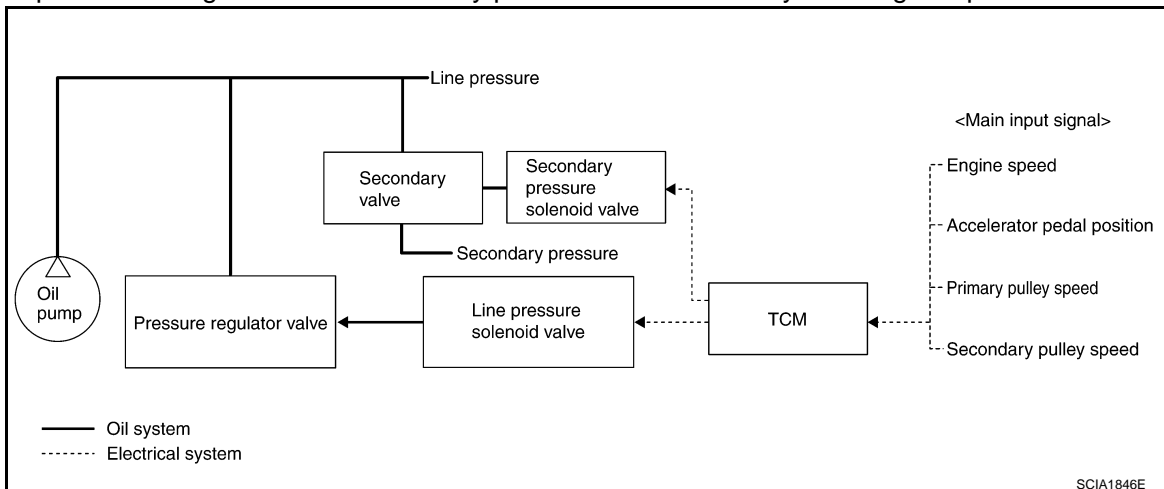 Line pressure
<Main input signal>
Secondary
valve
Secondary
pressure
solenoid valve
Engine speed
Accelerator pedal position
Secondary pressure
Oil
pump
Pressure regulator valve
Line pressure
solenoid valve
TCM
Primary pulley speed
Secondary pulley speed
Oil system
Electrical system
SCIA1846E